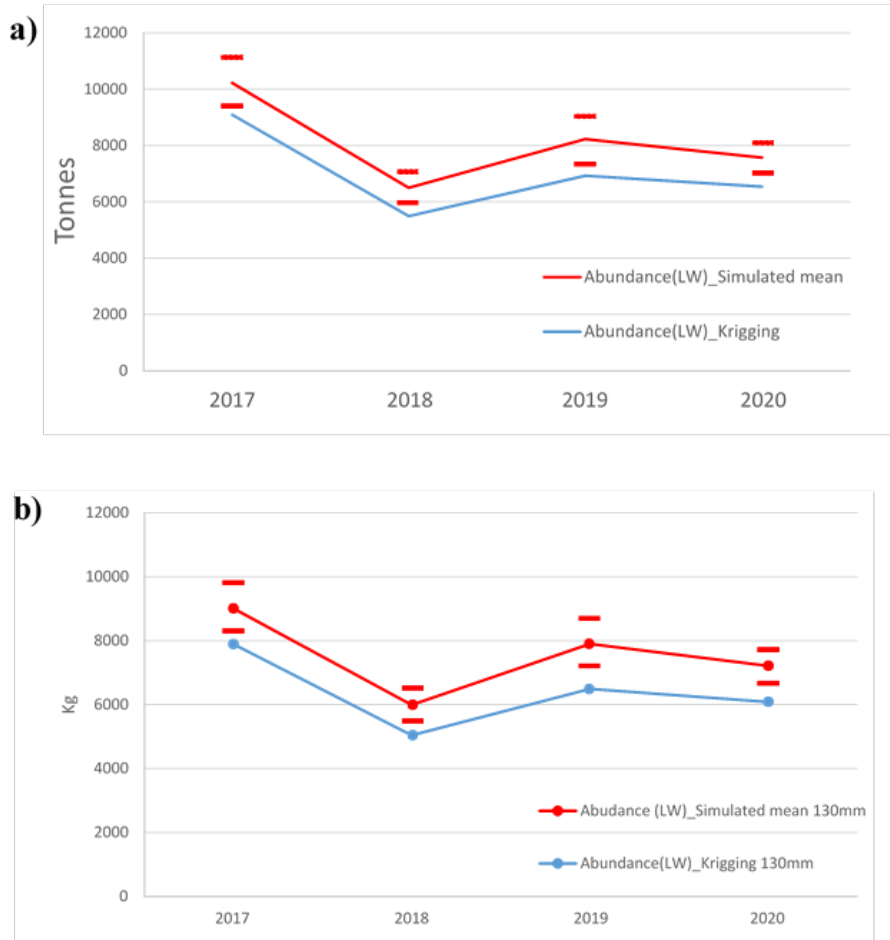 a)
12000
10000
8000
6000
4000
2000
0
Tonnes
Abundance(LW)_Simulated mean
Abundance(LW)_Krigging
2017 2018 2019 2020
b)
12000
10000
8000
6000
4000
2000
0
Kg
Abudance (LW)_Simulated mean 130mm
Abundance(LW)_Krigging 130mm
2017 2018 2019 2020